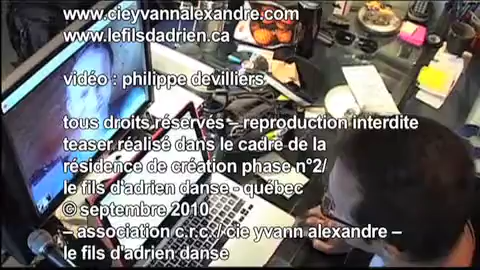 www.cieyvannalexandre.com
www.lefilsdadrien.ca
vidéo : philippe devilliers
tous droits réservés – reproduction interdite
teaser réalisé dans le cadre de la
résidence de création phase n°2/
le fils d'adrien danse - québec
© septembre 2010
– association c.r.c./ cie yvann alexandre –
le fils d'adrien danse